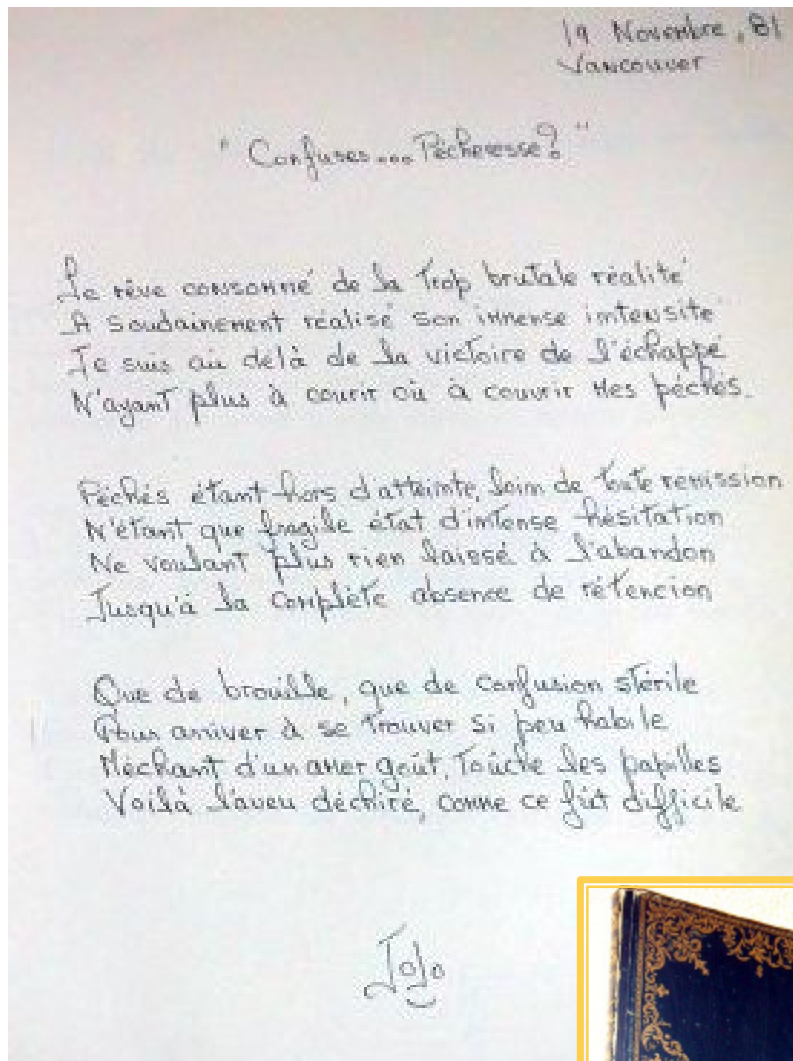 19 Novembre, 81
Vancouver
"Confuses... Pécheresse?"
Le rêve consommé de la trop brutale réalité
A soudainement réalisé son immense intensité
Je suis au delà de la victoire de l'échappé
N'ayant plus à courir où à couvrir mes péchés.
Péchés étant hors d'atteinte, loin de toute remission
N'étant que fragile état d'intense hésitation
Ne voulant plus rien laissé à l'abandon
Jusqu'à la complète absence de rétencion
Que de brouille, que de confusion stérile
Pour arriver à se trouver si peu habile
Méchant d'un amer goût, touche les papilles
Voilà l'aveu déchiré, comme ce fût difficile
JoJo